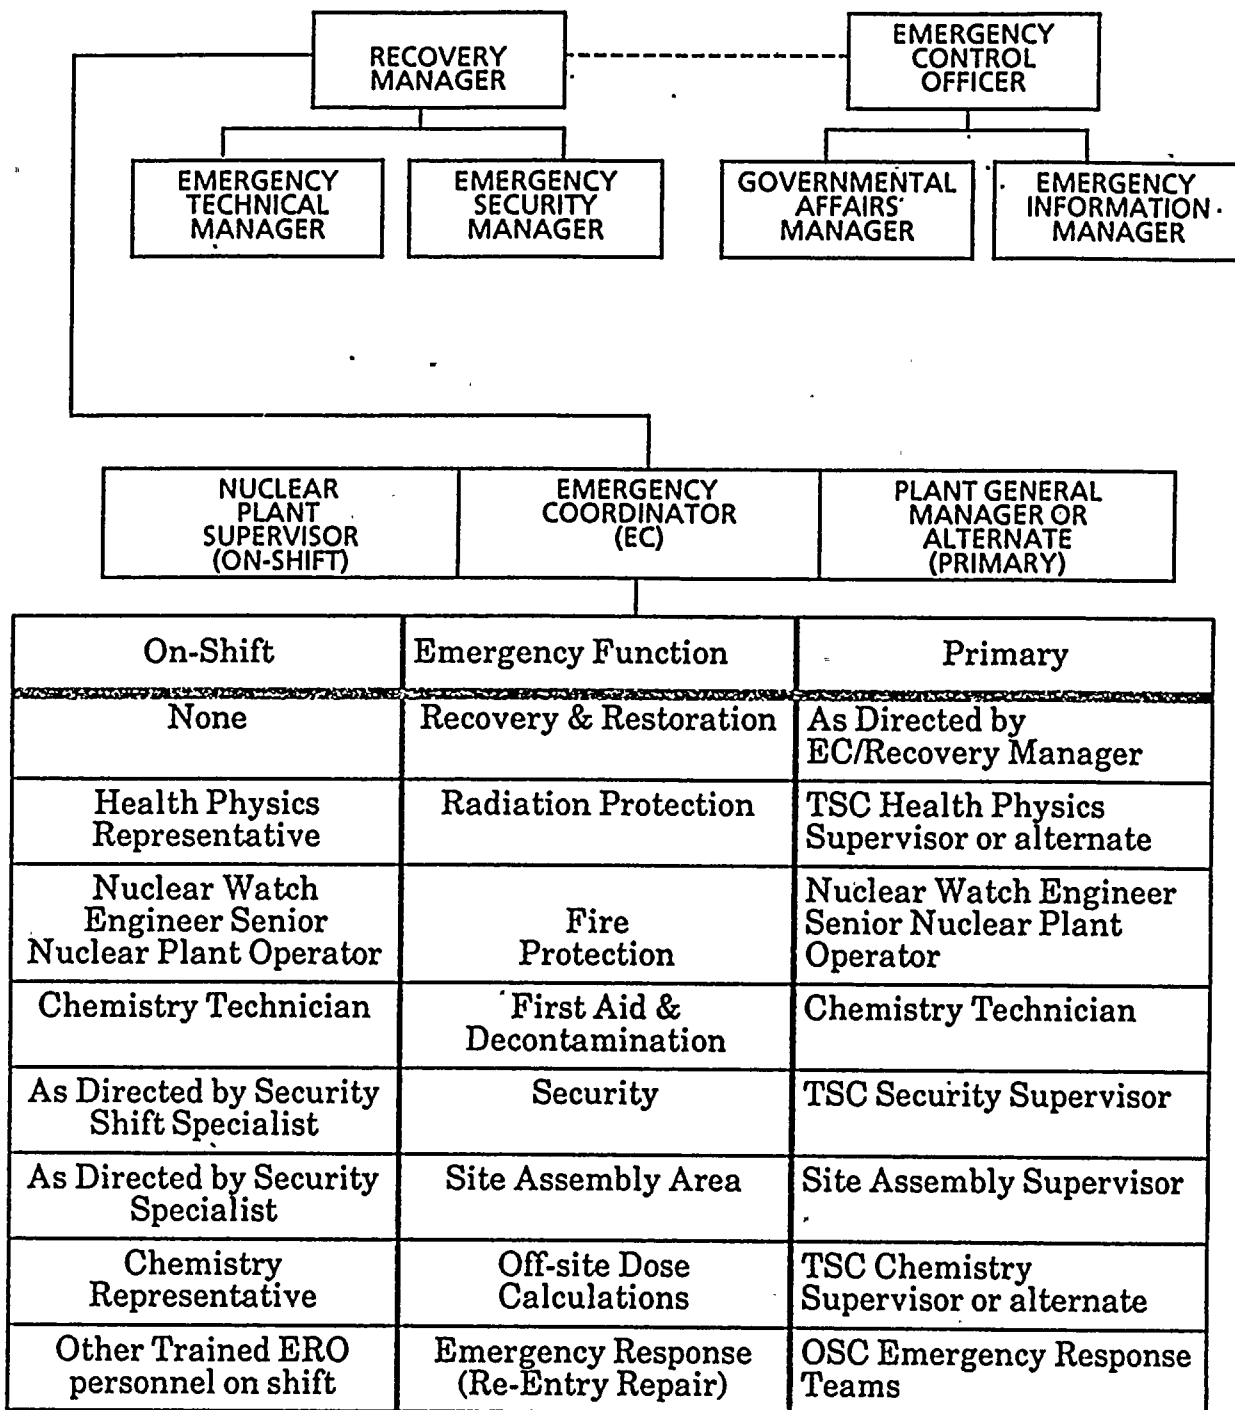 RECOVERY
MANAGER
EMERGENCY
CONTROL
OFFICER
EMERGENCY
TECHNICAL
MANAGER
EMERGENCY
SECURITY
MANAGER
GOVERNMENTAL
AFFAIRS
MANAGER
EMERGENCY
INFORMATION
MANAGER
NUCLEAR
PLANT
SUPERVISOR
(ON-SHIFT)
EMERGENCY
COORDINATOR
(EC)
PLANT GENERAL
MANAGER OR
ALTERNATE
(PRIMARY)
On-Shift
Emergency Function
Primary
None
Recovery & Restoration
As Directed by
EC/Recovery Manager
Health Physics
Representative
Radiation Protection
TSC Health Physics
Supervisor or alternate
Nuclear Watch
Engineer Senior
Nuclear Plant Operator
Fire
Protection
Nuclear Watch Engineer
Senior Nuclear Plant
Operator
Chemistry Technician
First Aid &
Decontamination
Chemistry Technician
As Directed by Security
Shift Specialist
Security
TSC Security Supervisor
As Directed by Security
Specialist
Site Assembly Area
Site Assembly Supervisor
Chemistry
Representative
Off-site Dose
Calculations
TSC Chemistry
Supervisor or alternate
Other Trained ERO
personnel on shift
Emergency Response
(Re-Entry Repair)
OSC Emergency Response
Teams